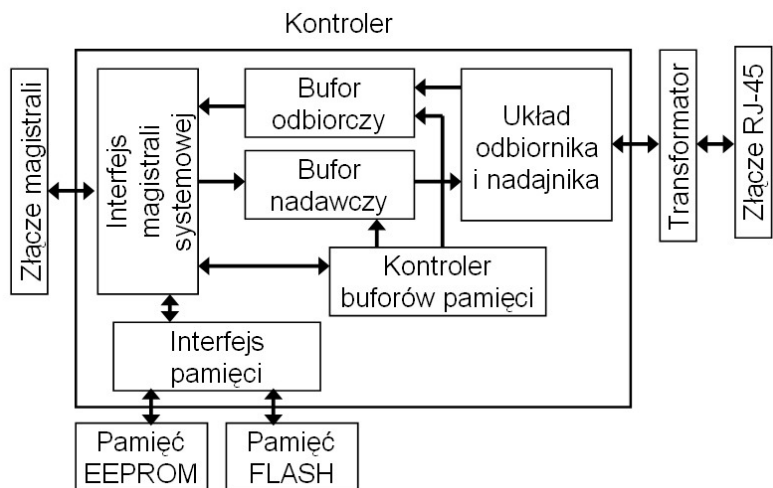 Kontroler
Złącze magistrali
Interfejs
magistrali
systemowej
Bufor
odbiorczy
Bufor
nadawczy
Układ
odbiornika
i nadajnika
Transformator
Złącze RJ-45
Kontroler
buforów pamięci
Interfejs
pamięci
Pamięć
EEPROM
Pamięć
FLASH